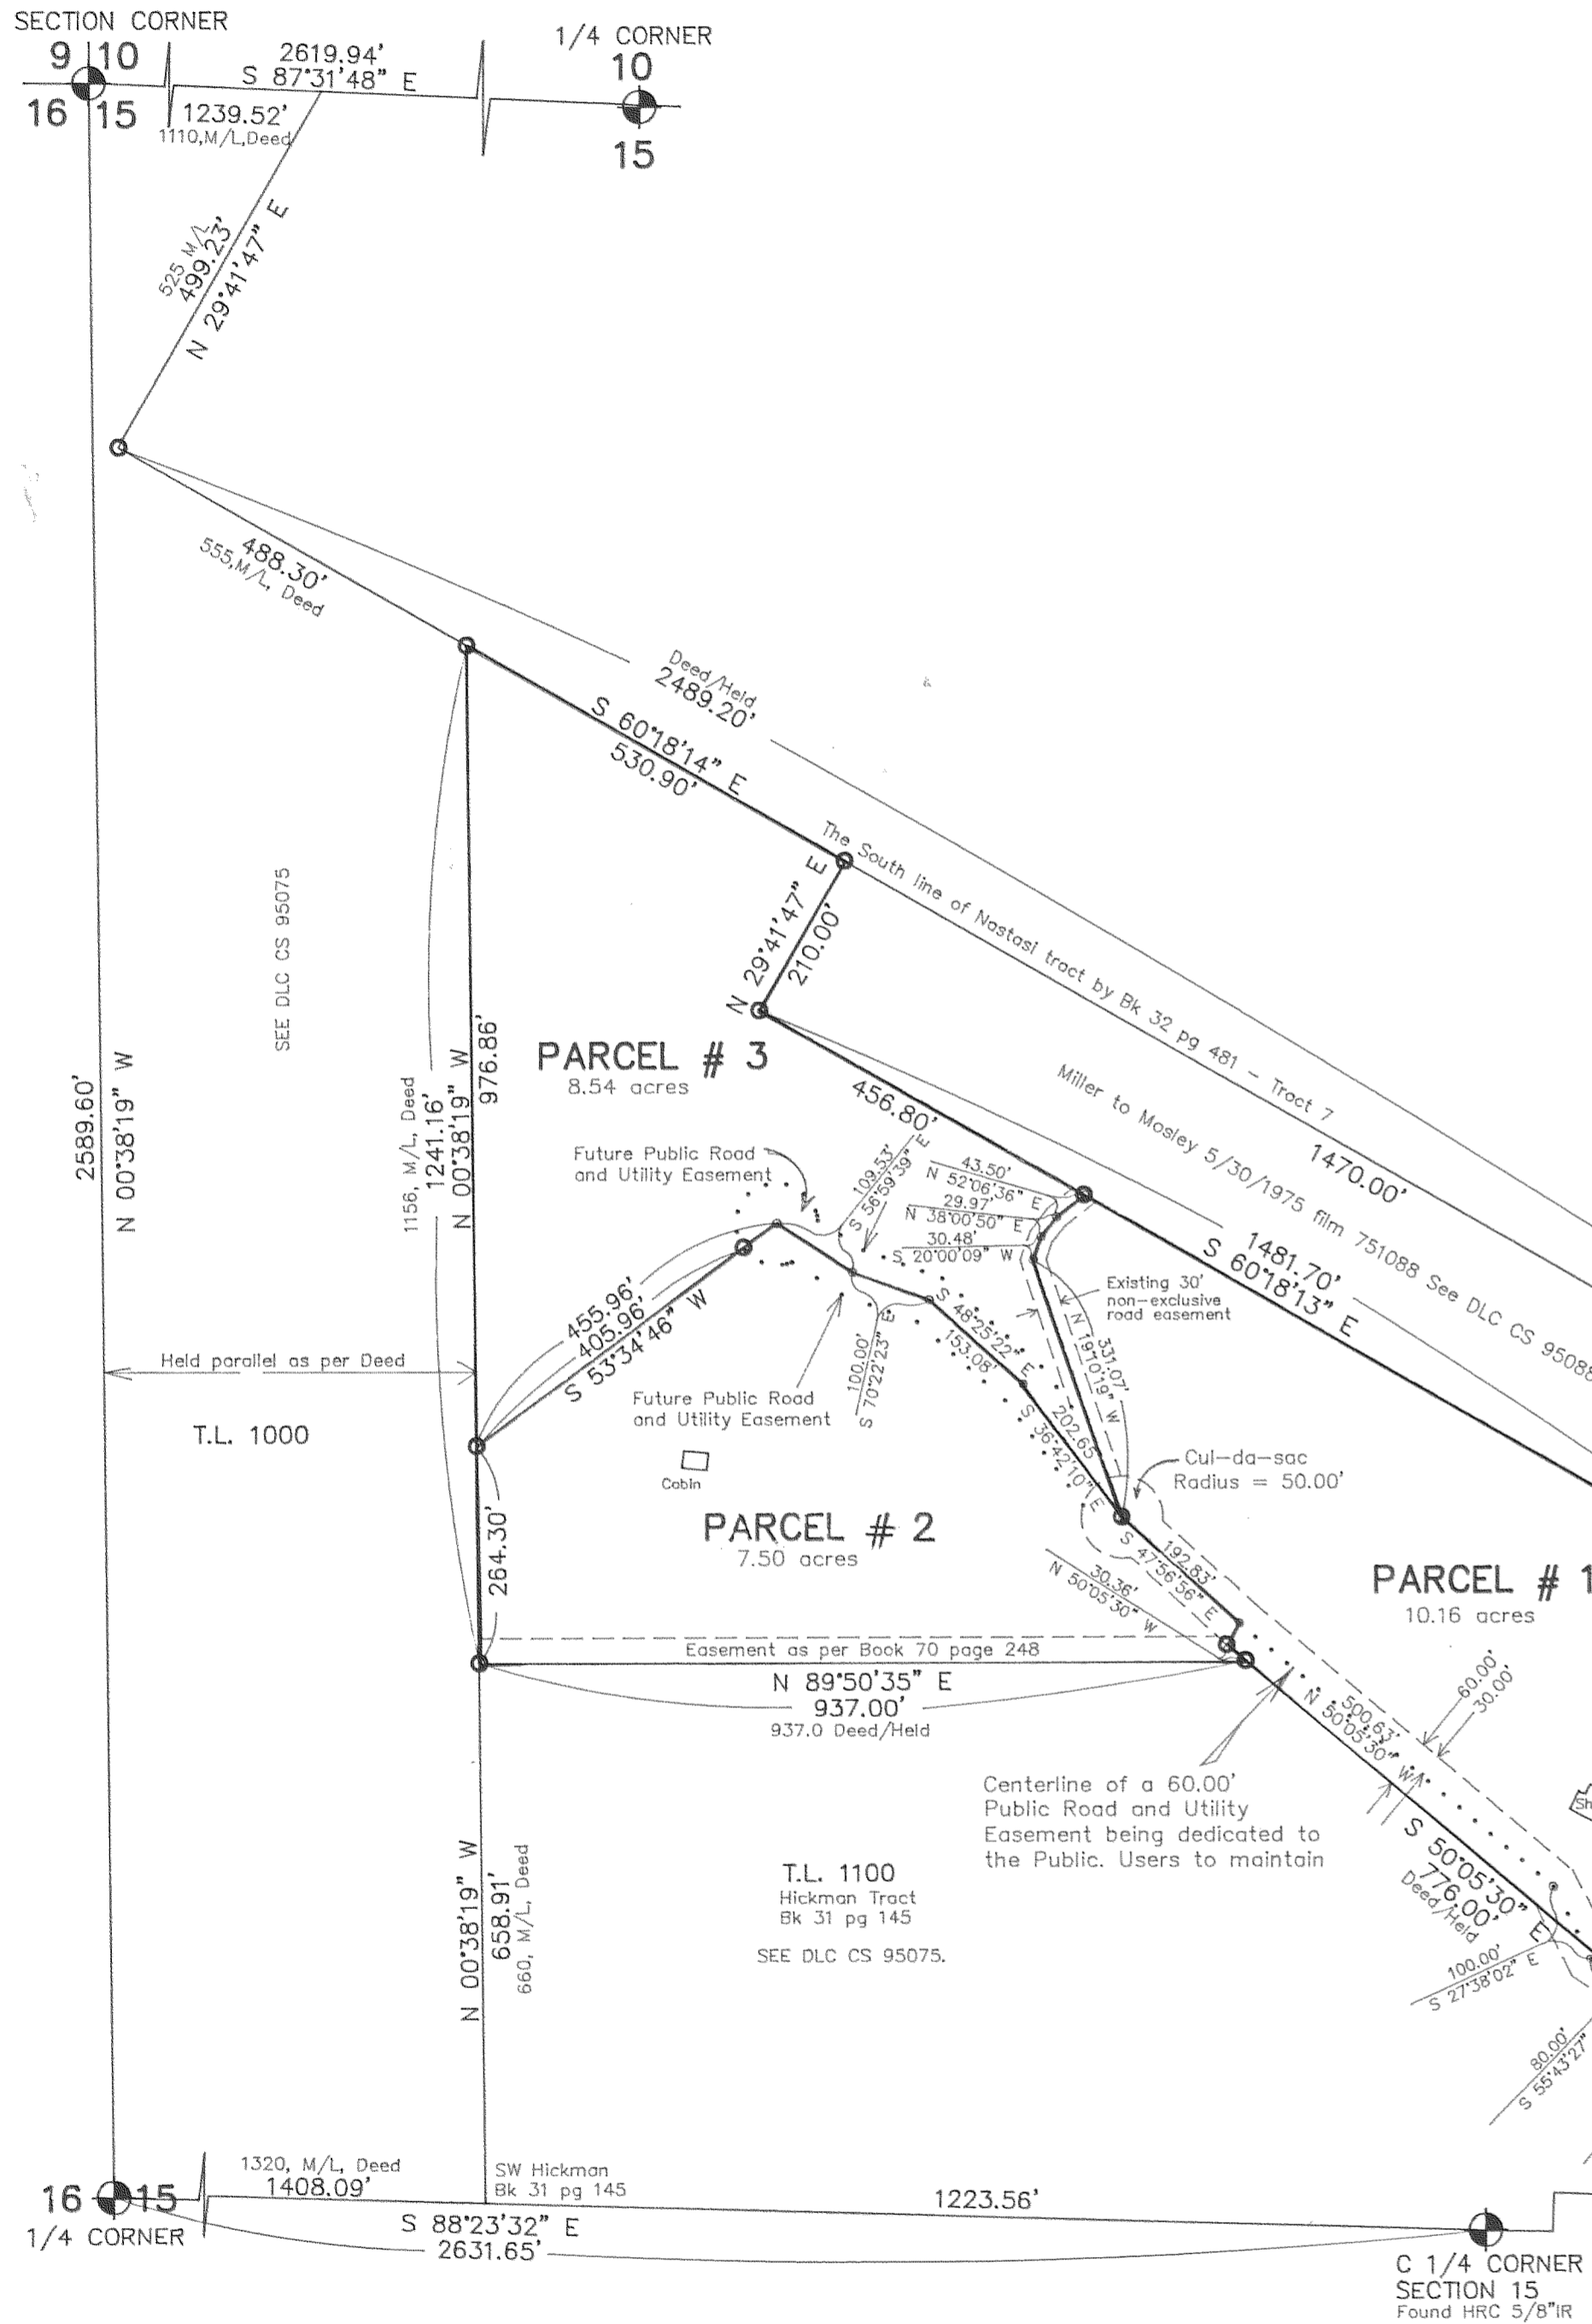 SECTION CORNER
9 10
16 15
2619.94'
S 87°31'48" E
1239.52'
1110,M/L,Deed
1/4 CORNER
10
15
525 M/L
499.23'
N 29°41'47" E
488.30'
555,M/L, Deed
Deed/Held
2489.20'
S 60°18'14" E
530.90'
The South line of Nastasi tract by Bk 32 pg 481 – Tract 7
1470.00'
N 29°41'47" E
210.00'
SEE DLC CS 95075
2589.60'
N 00°38'19" W
1156, M/L, Deed
1241.16'
N 00°38'19" W
976.86'
PARCEL # 3
8.54 acres
456.80'
Miller to Mosley 5/30/1975 film 751088 See DLC CS 95088
1481.70'
S 60°18'13" E
Future Public Road
and Utility Easement
109.53'
S 56°59'39" E
43.50'
N 52°06'36" E
29.97'
N 38°00'50" E
30.48'
S 20°00'09" W
Existing 30'
non-exclusive
road easement
455.96'
405.96'
S 53°34'46" W
S 48°25'22" E
153.08'
331.07'
N 19°10'19" W
100.00'
S 70°22'23" E
Held parallel as per Deed
Future Public Road
and Utility Easement
202.65
S 36°42'10" E
T.L. 1000
Cabin
Cul-da-sac
Radius = 50.00'
264.30'
PARCEL # 2
7.50 acres
192.83'
S 47°56'56" E
30.36'
N 50°05'30" W
PARCEL # 1
10.16 acres
Easement as per Book 70 page 248
N 89°50'35" E
937.00'
937.0 Deed/Held
60.00'
30.00'
500.63'
N 50°05'30" W
Centerline of a 60.00'
Public Road and Utility
Easement being dedicated to
the Public. Users to maintain
Sh
S 50°05'30" E
776.00'
Deed/Held
N 00°38'19" W
658.91'
660, M/L, Deed
T.L. 1100
Hickman Tract
Bk 31 pg 145
SEE DLC CS 95075.
100.00'
S 27°38'02" E
80.00'
S 55°43'27"
1320, M/L, Deed
1408.09'
SW Hickman
Bk 31 pg 145
1223.56'
16 15
1/4 CORNER
S 88°23'32" E
2631.65'
C 1/4 CORNER
SECTION 15
Found HRC 5/8"IR